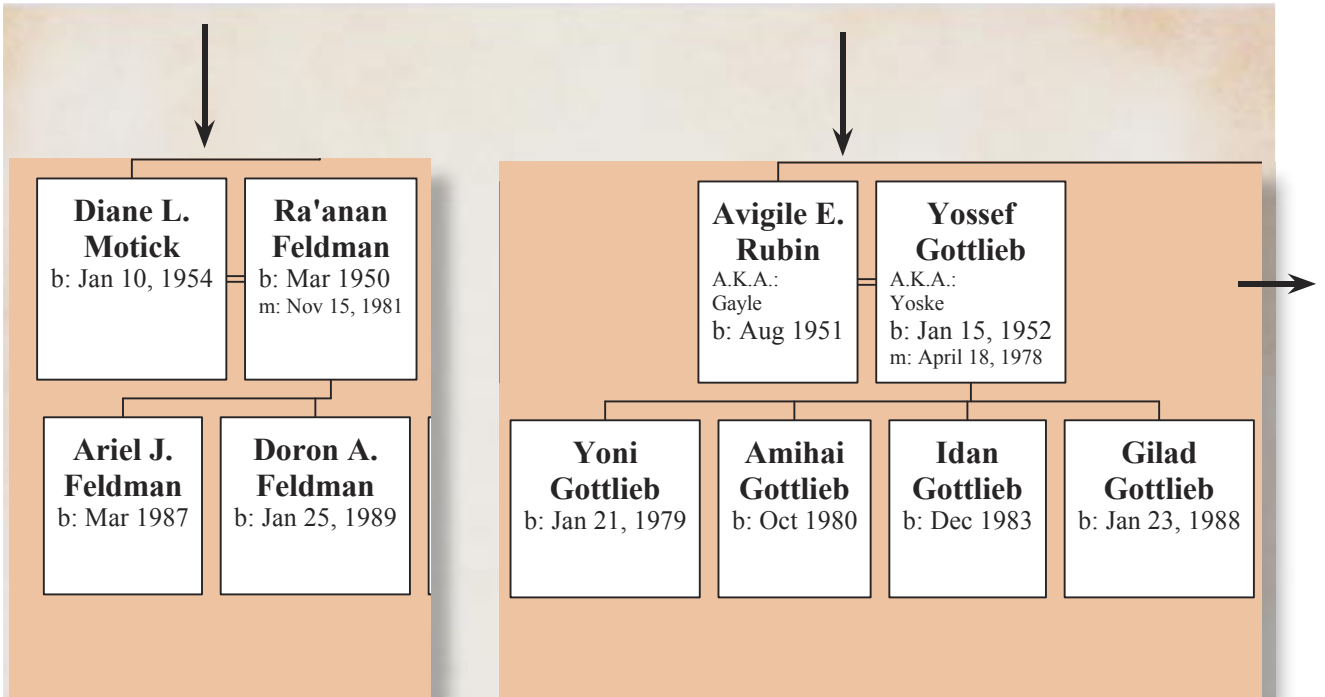 Diane L.
Motick
b: Jan 10, 1954
Ra'anan
Feldman
b: Mar 1950
m: Nov 15, 1981
Ariel J.
Feldman
b: Mar 1987
Doron A.
Feldman
b: Jan 25, 1989
Avigile E.
Rubin
A.K.A.:
Gayle
b: Aug 1951
Yossef
Gottlieb
A.K.A.:
Yoske
b: Jan 15, 1952
m: April 18, 1978
Yoni
Gottlieb
b: Jan 21, 1979
Amihai
Gottlieb
b: Oct 1980
Idan
Gottlieb
b: Dec 1983
Gilad
Gottlieb
b: Jan 23, 1988